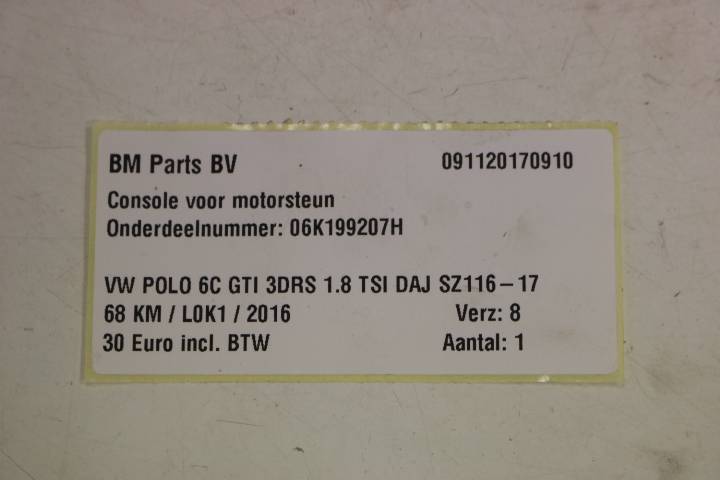 BM Parts BV 091120170910
Console voor motorsteun
Onderdeelnummer: 06K199207H
VW POLO 6C GTI 3DRS 1.8 TSI DAJ SZ116-17
68 KM / L0K1 / 2016 Verz: 8
30 Euro incl. BTW Aantal: 1